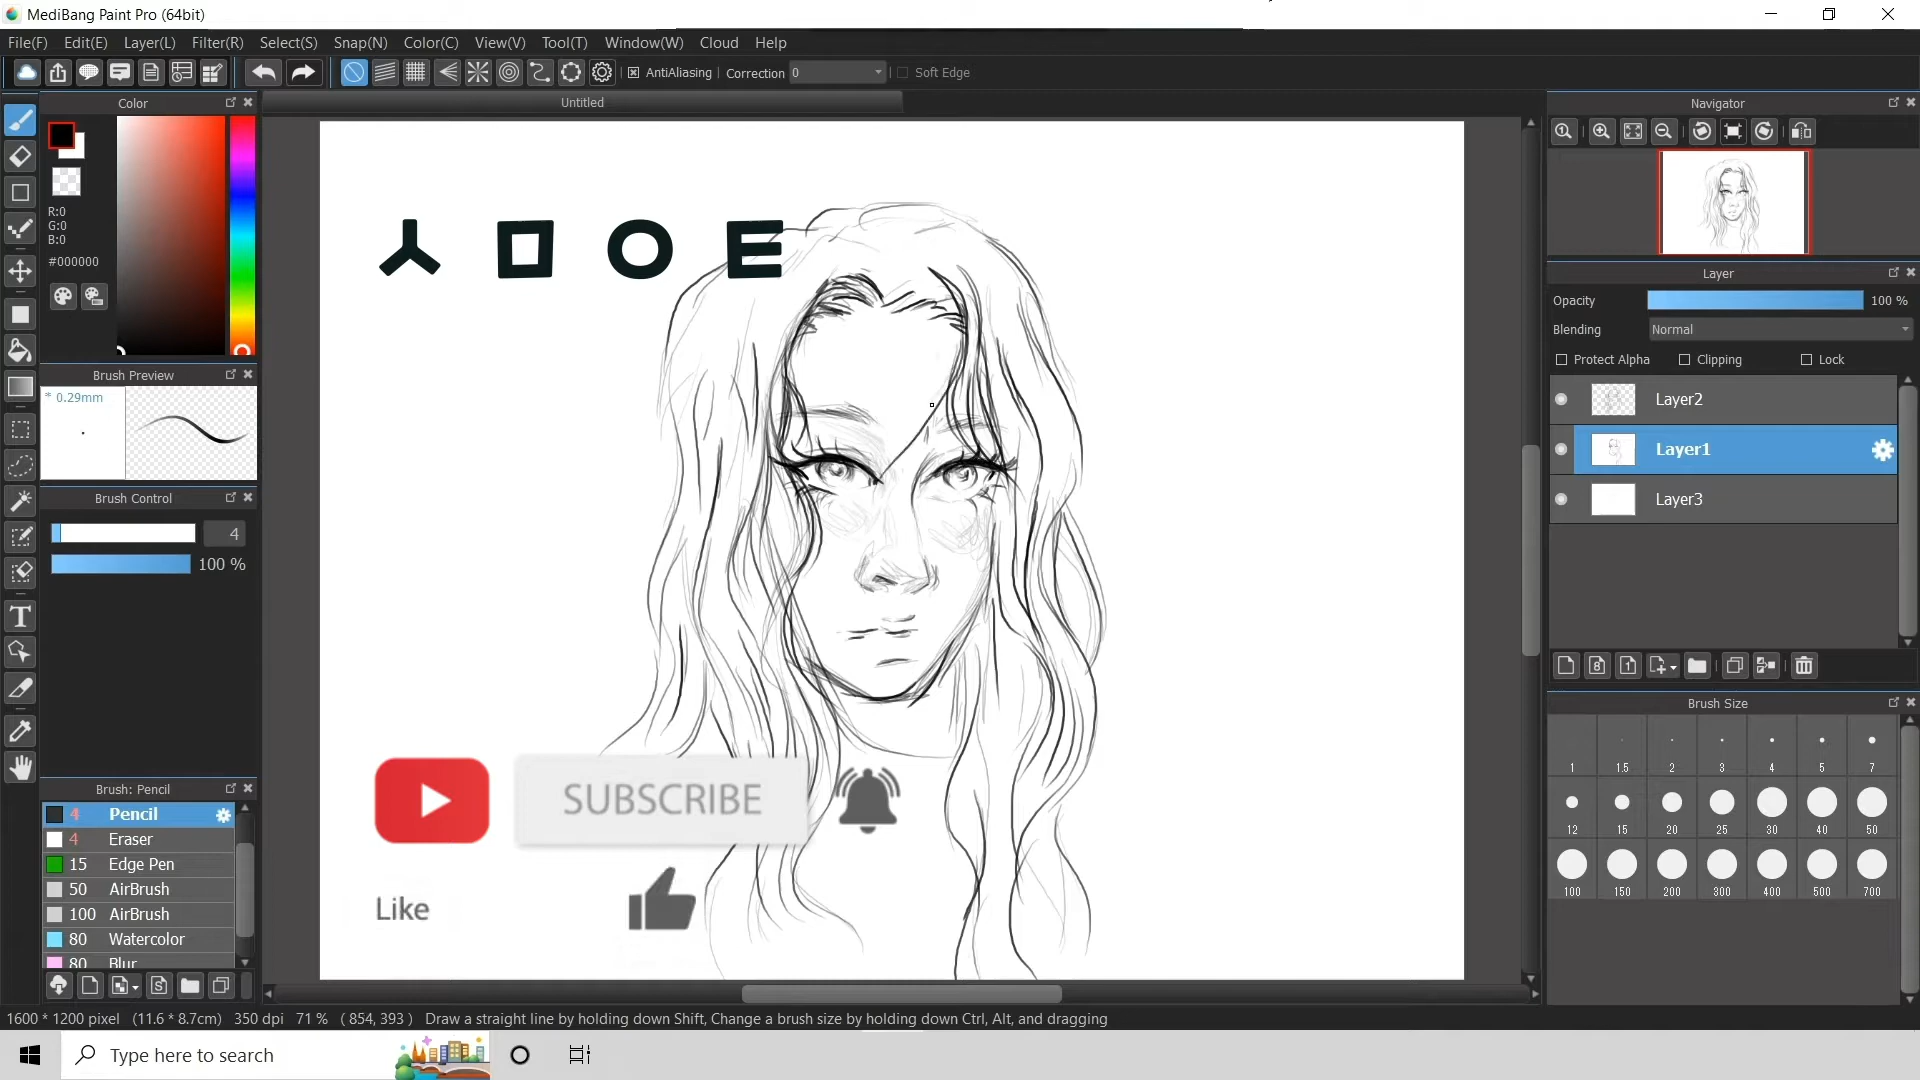 MediBang Paint Pro (64bit)
File(F) Edit(E) Layer(L) Filter(R) Select(S) Snap(N) Color(C) View(V) Tool(T) Window(W) Cloud Help
AntiAliasing Correction 0 Soft Edge
Color
R:0
G:0
B:0
#000000
Brush Preview
* 0.29mm
Brush Control
4
100 %
Brush: Pencil
4 Pencil
4 Eraser
15 Edge Pen
50 AirBrush
100 AirBrush
80 Watercolor
80 Blur
Untitled
ㅅㅁㅇㅌ
SUBSCRIBE
Like
Navigator
Layer
Opacity 100 %
Blending Normal
Protect Alpha Clipping Lock
Layer2
Layer1
Layer3
Brush Size
1 1.5 2 3 4 5 7
12 15 20 25 30 40 50
100 150 200 300 400 500 700
1600 * 1200 pixel (11.6 * 8.7cm) 350 dpi 71 % ( 854, 393 ) Draw a straight line by holding down Shift, Change a brush size by holding down Ctrl, Alt, and dragging
Type here to search